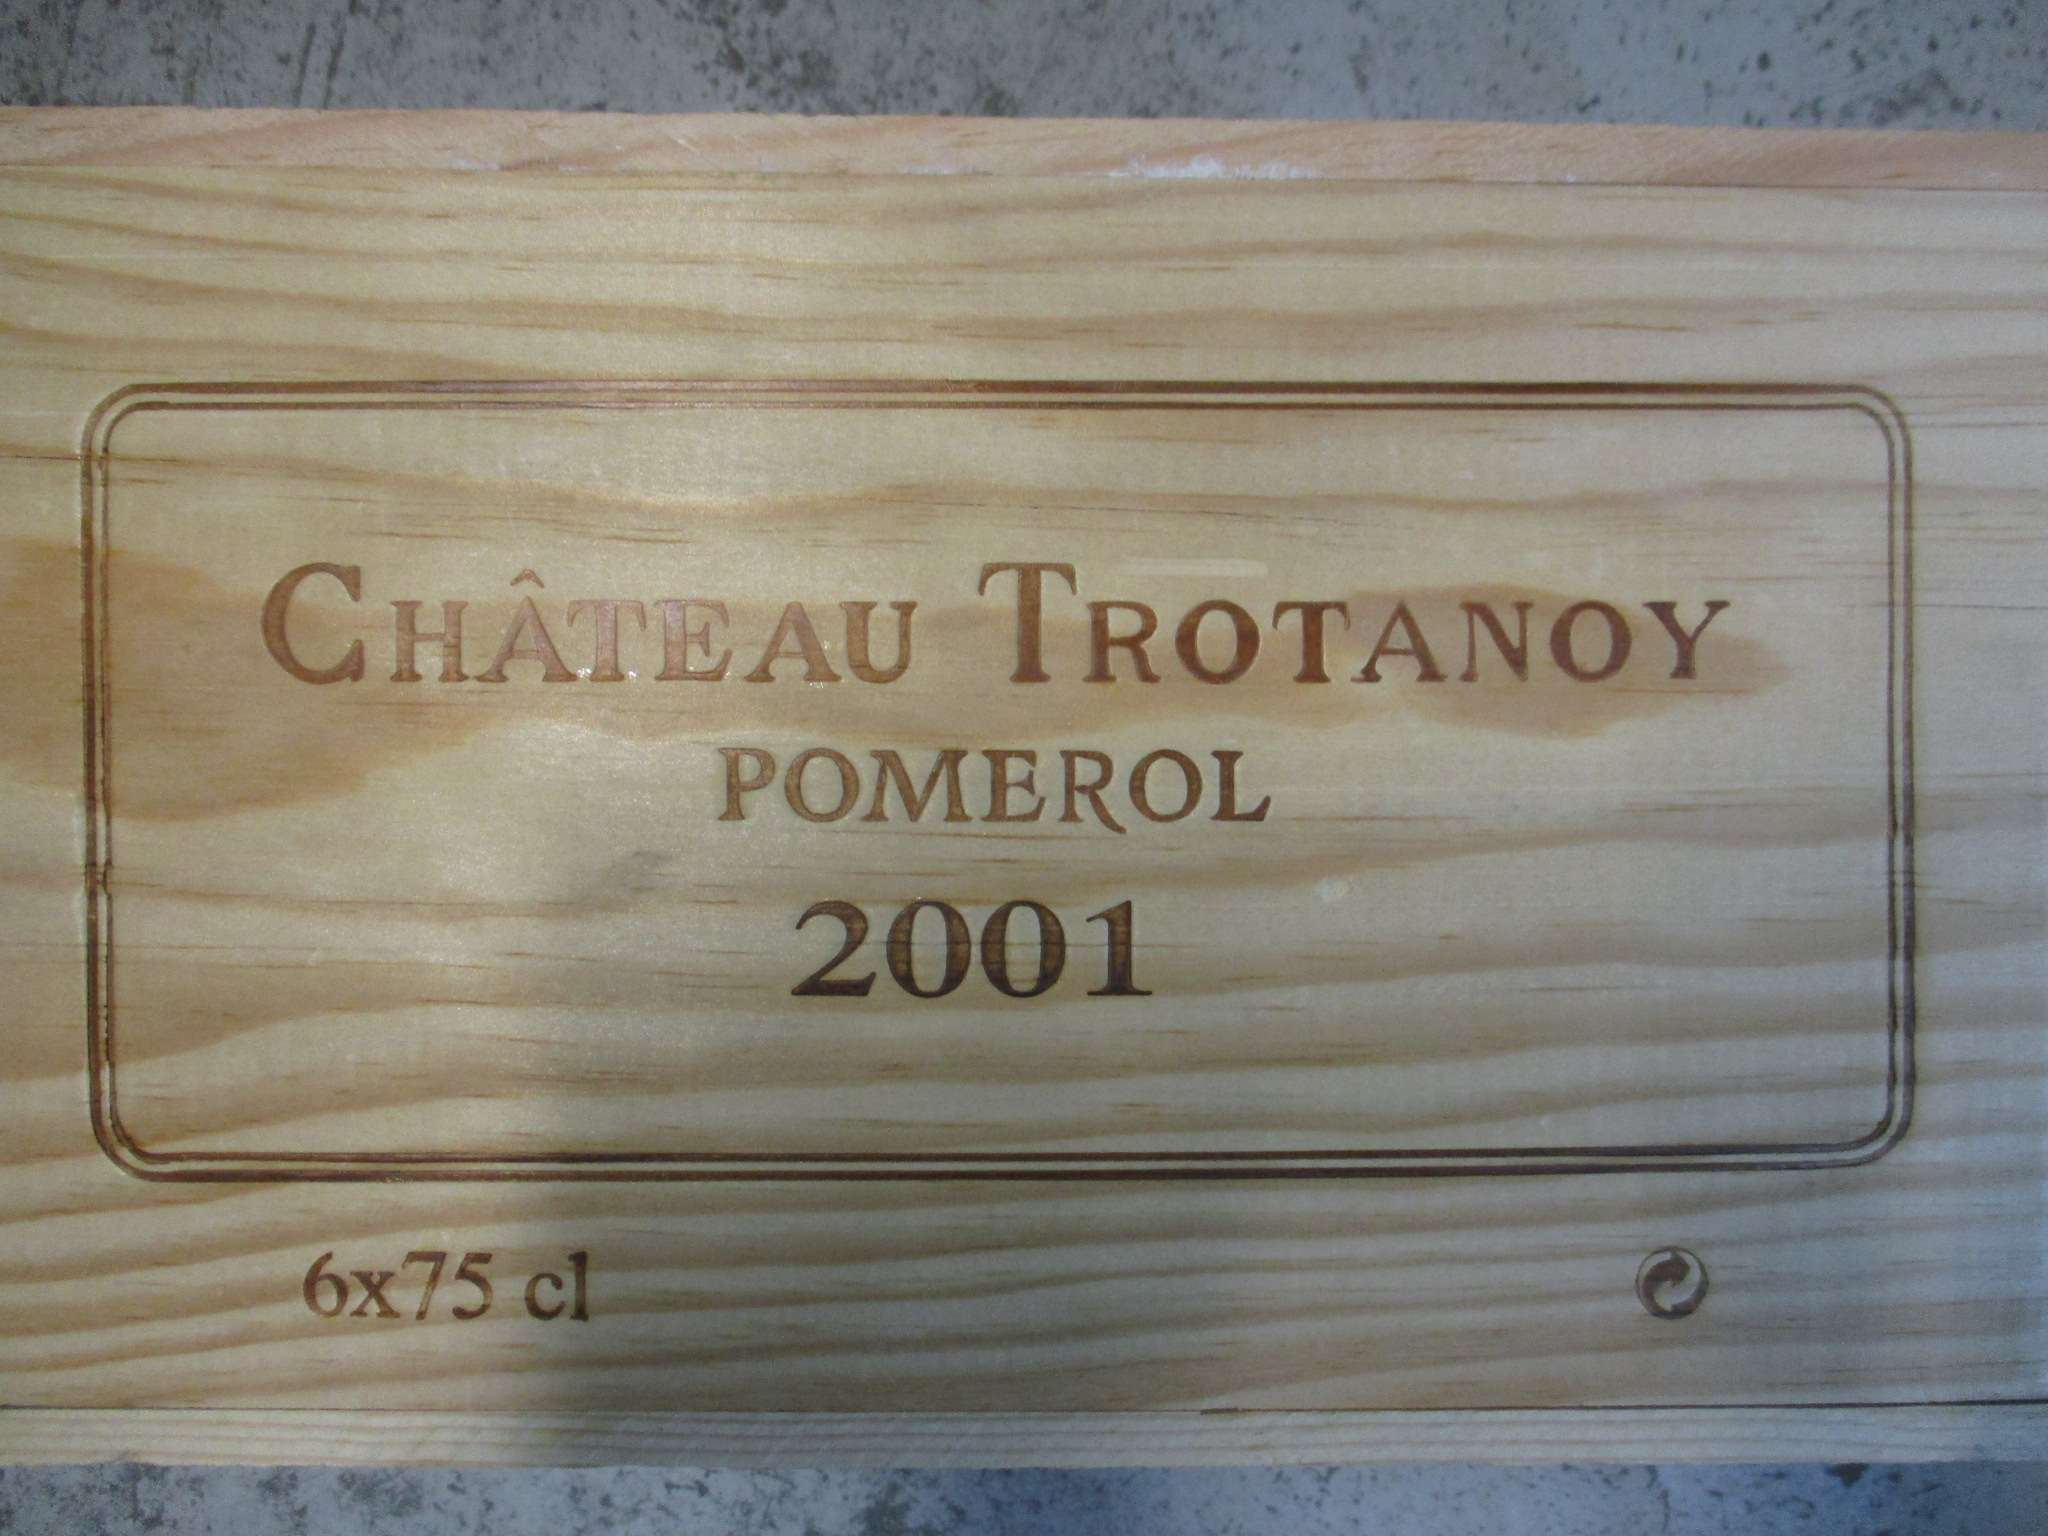 CHÂTEAU TROTANOY
POMEROL
2001
6x75 cl